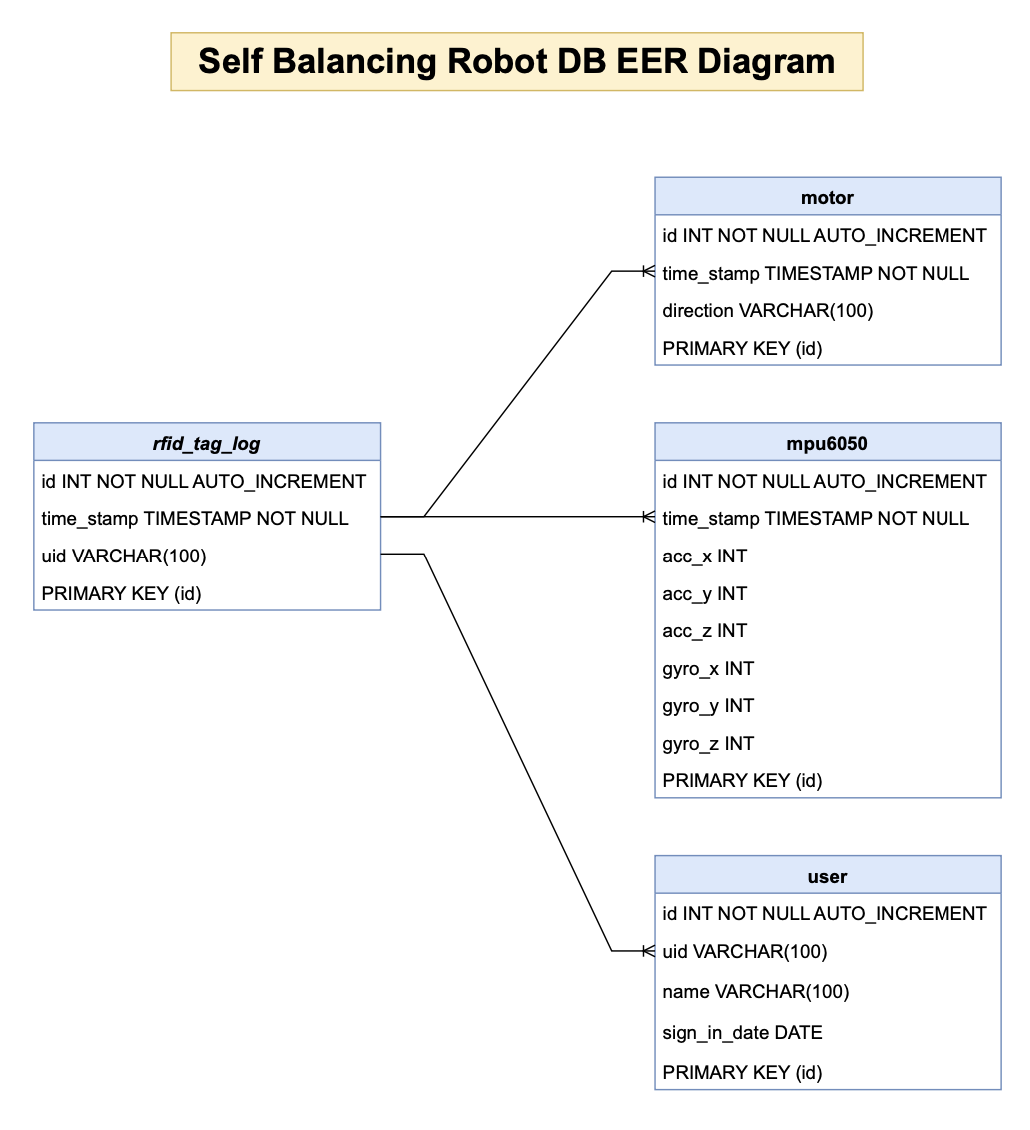 Self Balancing Robot DB EER Diagram
motor
id INT NOT NULL AUTO_INCREMENT
time_stamp TIMESTAMP NOT NULL
direction VARCHAR(100)
PRIMARY KEY (id)
rfid_tag_log
id INT NOT NULL AUTO_INCREMENT
time_stamp TIMESTAMP NOT NULL
uid VARCHAR(100)
PRIMARY KEY (id)
mpu6050
id INT NOT NULL AUTO_INCREMENT
time_stamp TIMESTAMP NOT NULL
acc_x INT
acc_y INT
acc_z INT
gyro_x INT
gyro_y INT
gyro_z INT
PRIMARY KEY (id)
user
id INT NOT NULL AUTO_INCREMENT
uid VARCHAR(100)
name VARCHAR(100)
sign_in_date DATE
PRIMARY KEY (id)